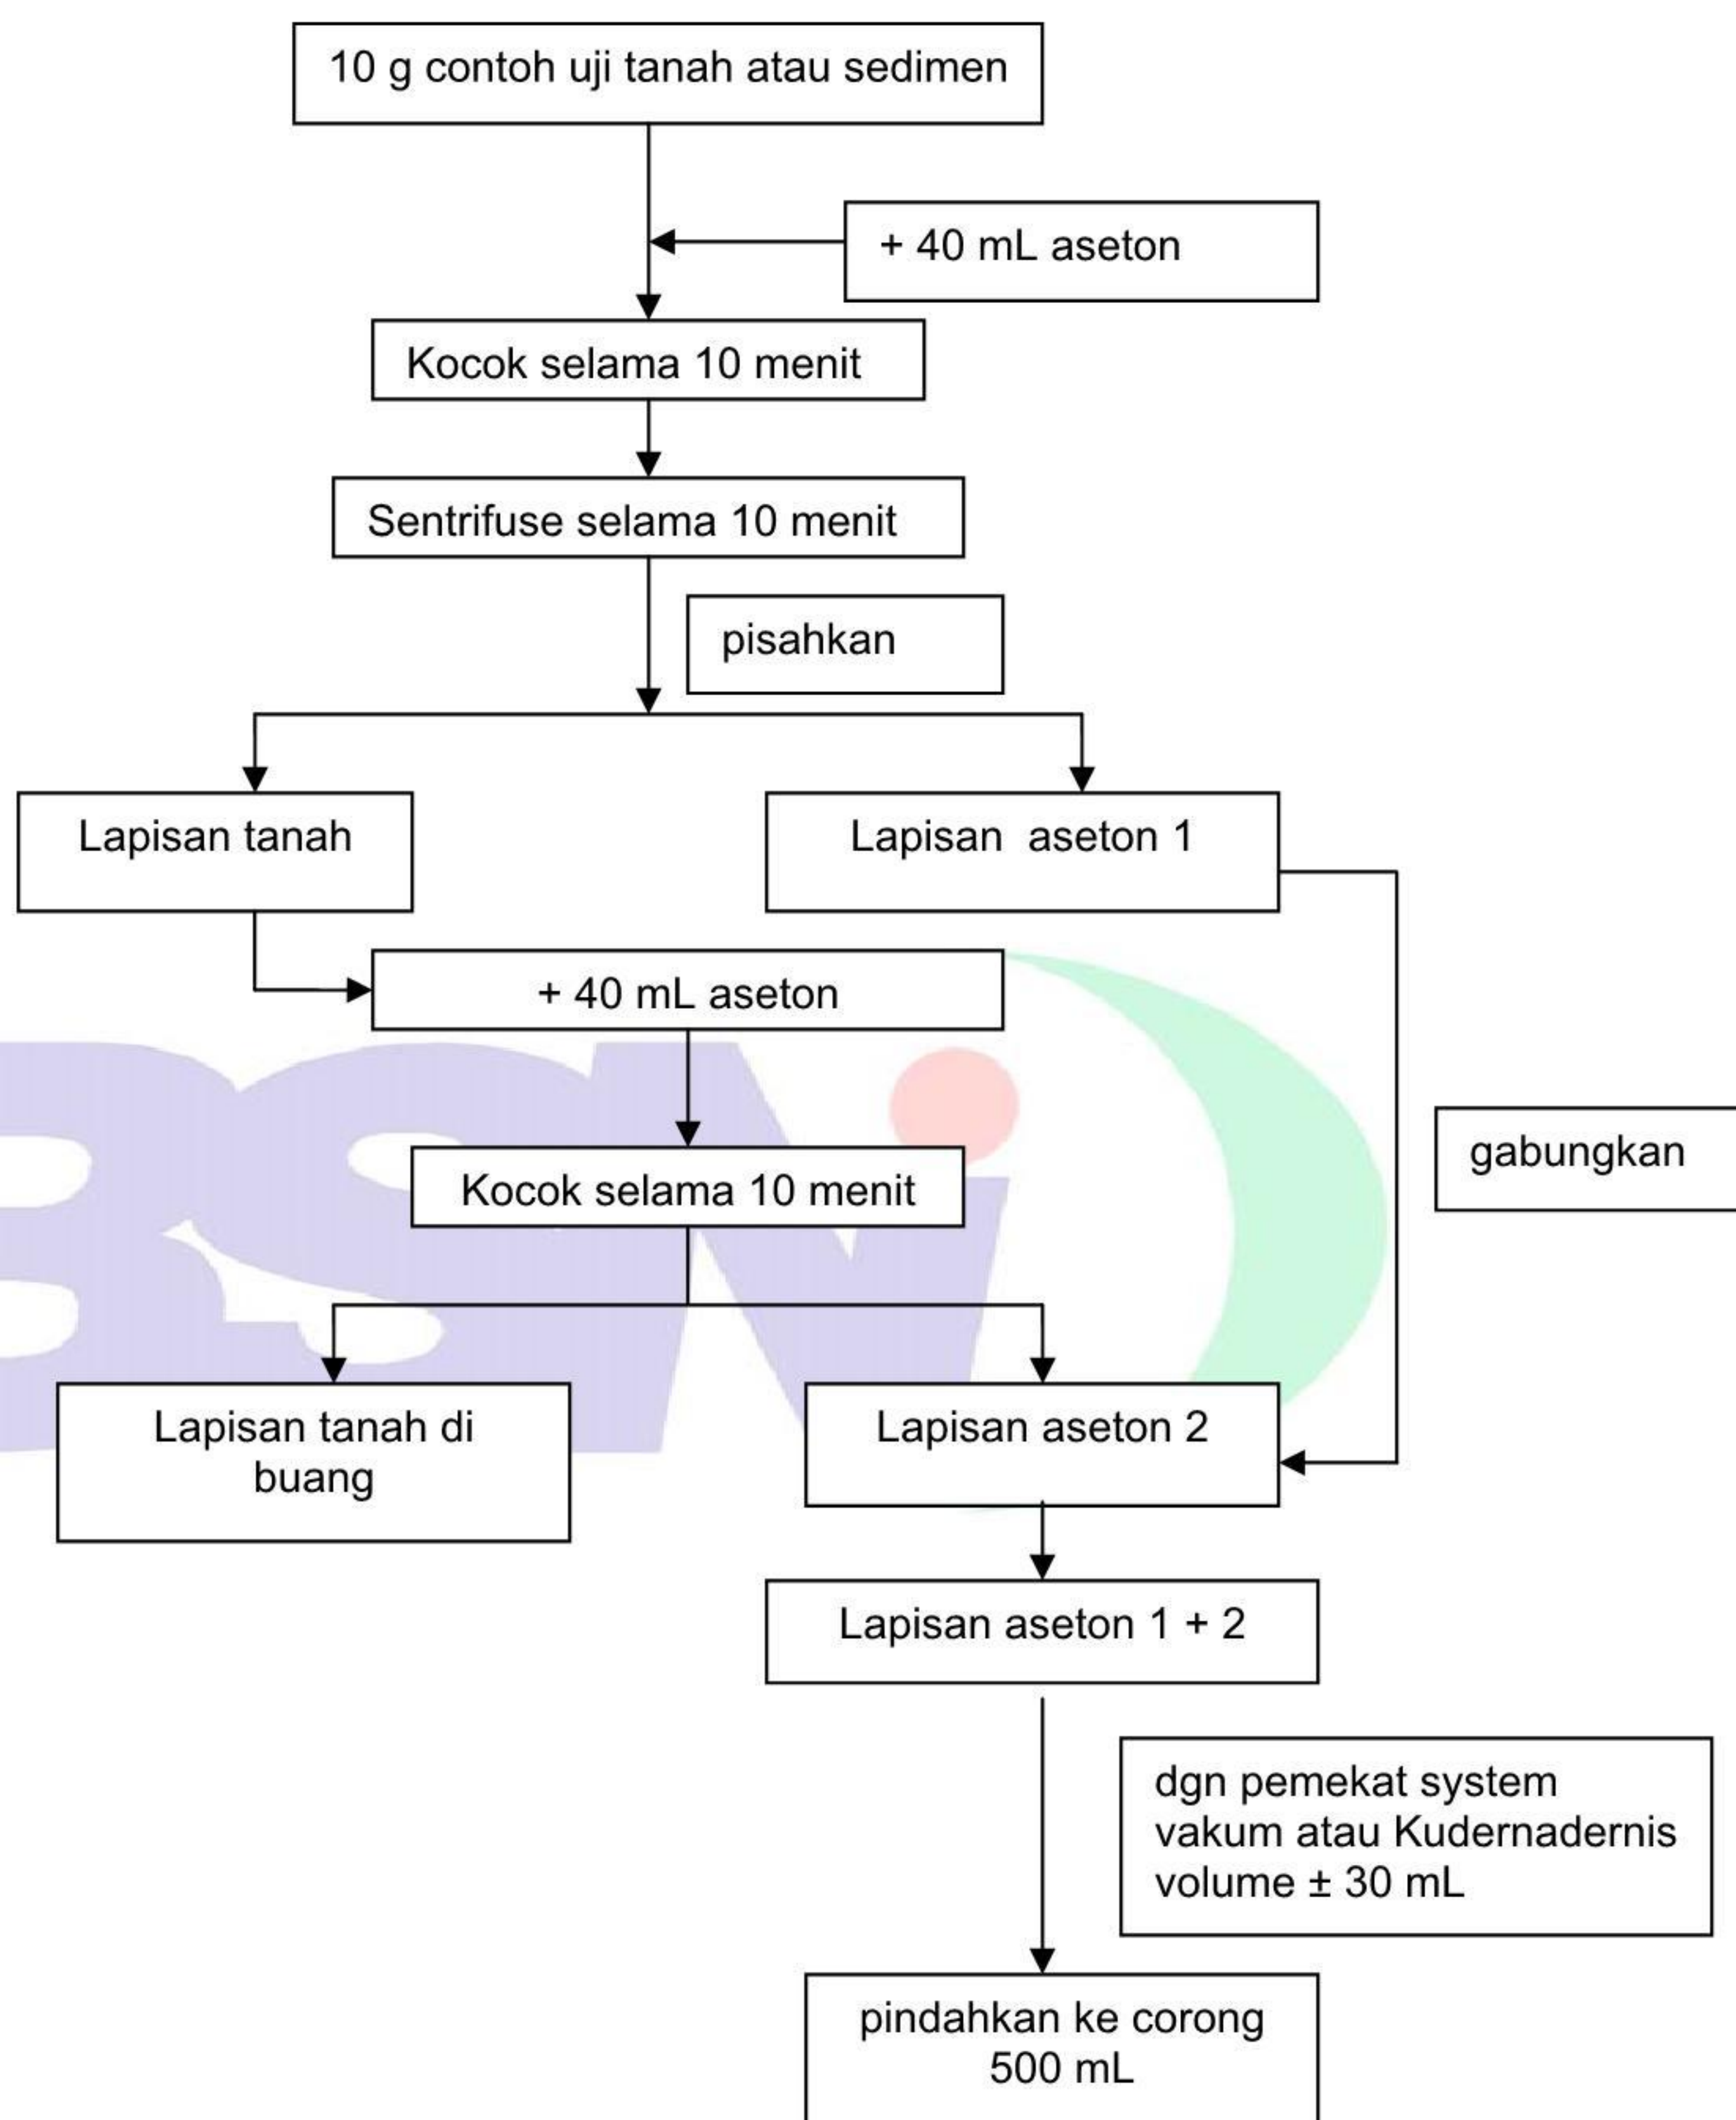 10 g contoh uji tanah atau sedimen
+ 40 mL aseton
Kocok selama 10 menit
Sentrifuse selama 10 menit
pisahkan
Lapisan tanah
Lapisan aseton 1
+ 40 mL aseton
gabungkan
Kocok selama 10 menit
Lapisan tanah di
buang
Lapisan aseton 2
Lapisan aseton 1 + 2
dgn pemekat system
vakum atau Kudernadernis
volume ± 30 mL
pindahkan ke corong
500 mL
BSN